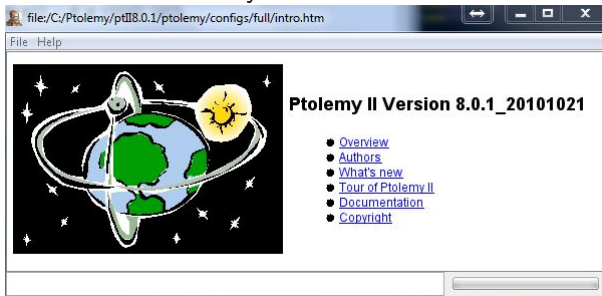 file:/C:/Ptolemy/ptII8.0.1/ptolemy/configs/full/intro.htm
File Help
Ptolemy II Version 8.0.1_20101021
Overview
Authors
What's new
Tour of Ptolemy II
Documentation
Copyright